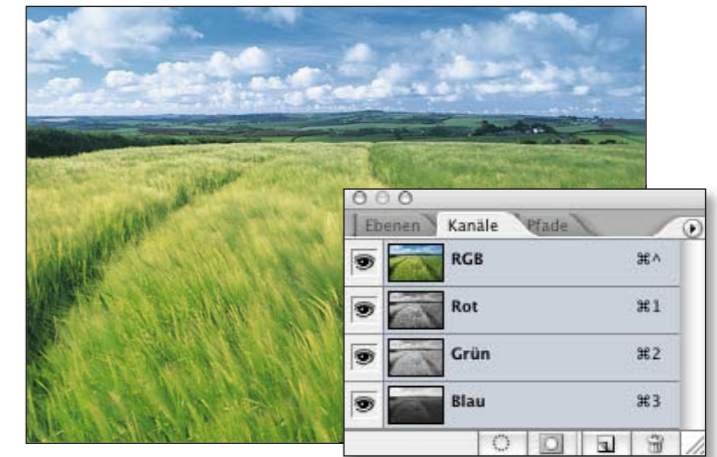 Ebenen Kanäle Pfade
RGB ⌘^
Rot ⌘1
Grün ⌘2
Blau ⌘3